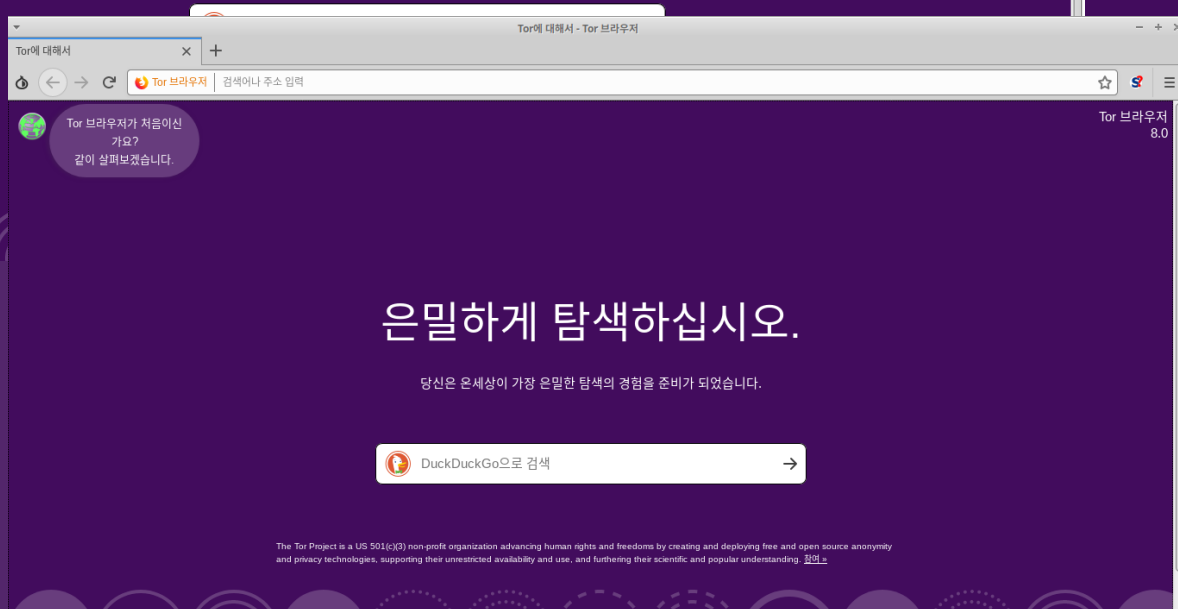 Tor에 대해서 - Tor 브라우저
Tor에 대해서
Tor 브라우저 검색어나 주소 입력
Tor 브라우저가 처음이신
가요?
같이 살펴보겠습니다.
Tor 브라우저
8.0
은밀하게 탐색하십시오.
당신은 온세상이 가장 은밀한 탐색의 경험을 준비가 되었습니다.
DuckDuckGo으로 검색
The Tor Project is a US 501(c)(3) non-profit organization advancing human rights and freedoms by creating and deploying free and open source anonymity
and privacy technologies, supporting their unrestricted availability and use, and furthering their scientific and popular understanding. 참여 »